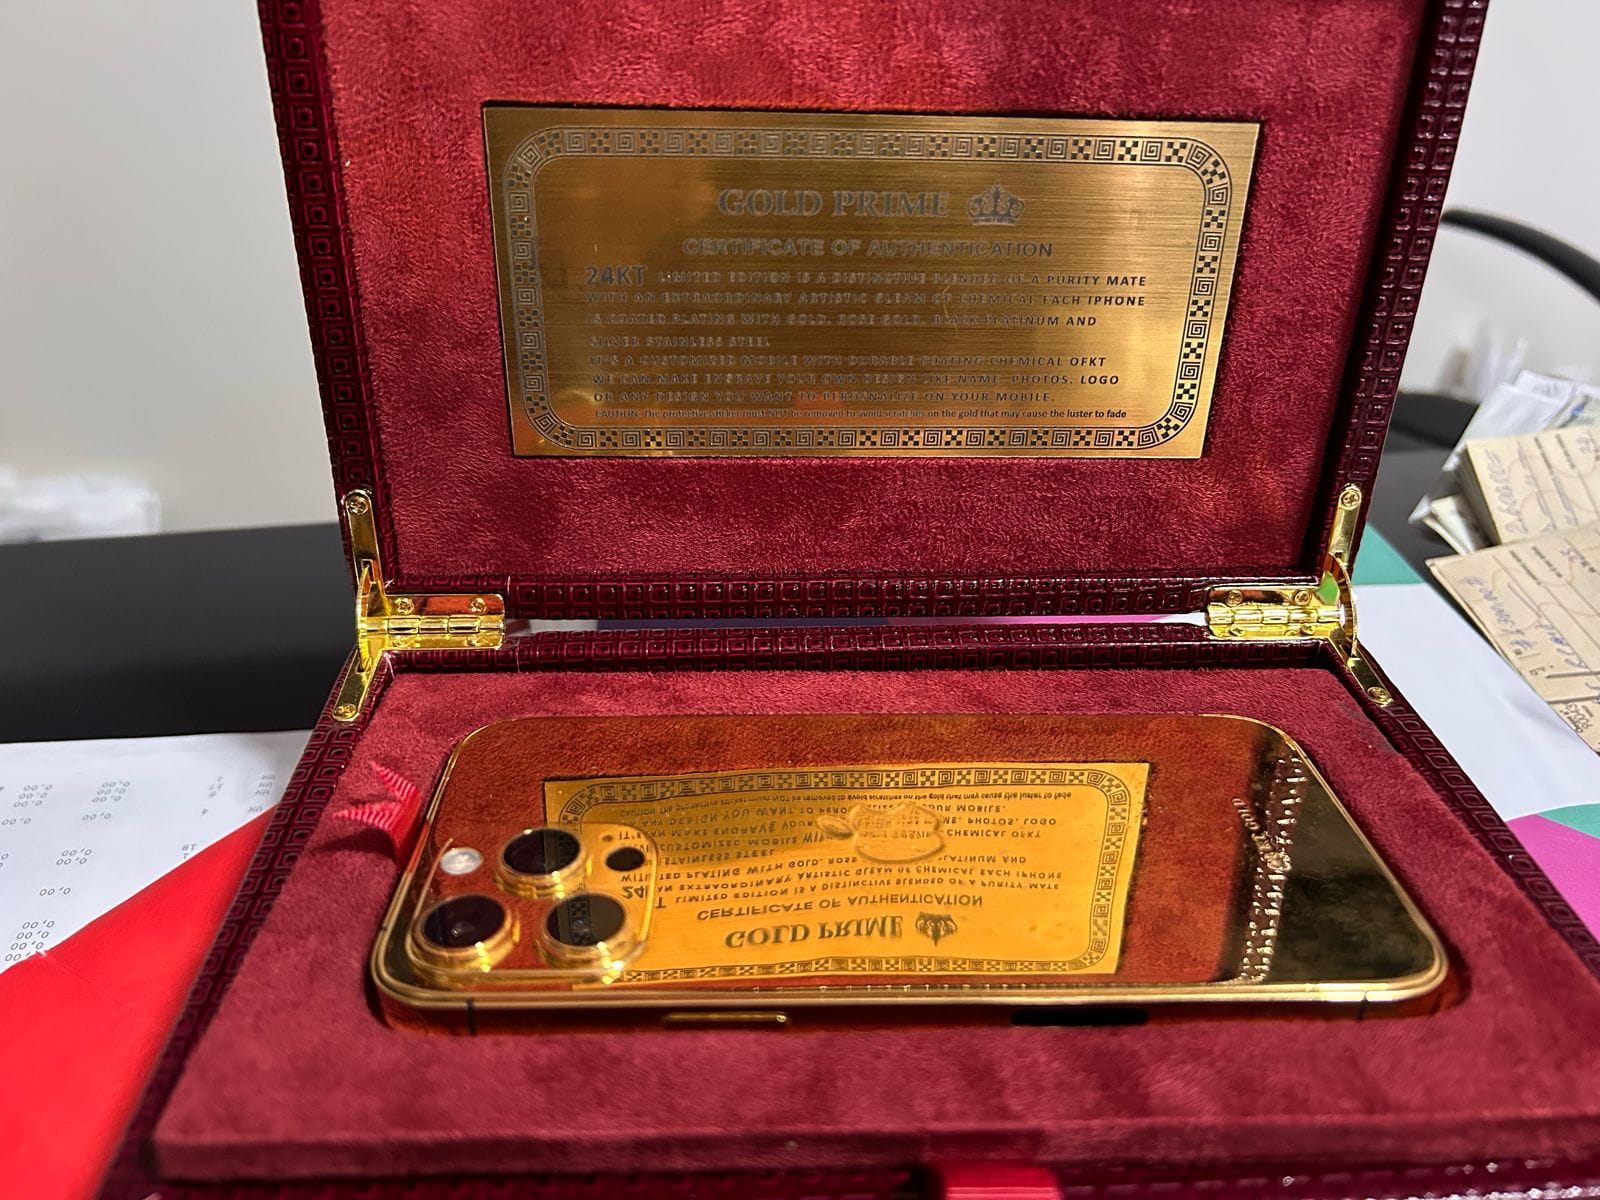 GOLD PRIME
CERTIFICATE OF AUTHENTICATION
24KT LIMITED EDITION IS A DISTINCTIVE BLENDED OF A PURITY MATE
WITH AN EXTRAORDINARY ARTISTIC GLEAM OF CHEMICAL EACH IPHONE
IS COATED PLATING WITH GOLD, ROSE GOLD, BLACK PLATINUM AND
SILVER STAINLESS STEEL
IT'S A CUSTOMIZED MOBILE WITH DURABLE COATING CHEMICAL OFKT
WE CAN MAKE ENGRAVE YOUR OWN DESIGN LIKE NAME, PHOTOS, LOGO
OR ANY DESIGN YOU WANT TO PEROSNALIZE ON YOUR MOBILE.
CAUTION: The protective sticker must NOT be removed to avoid scratches on the gold that may cause the luster to fade